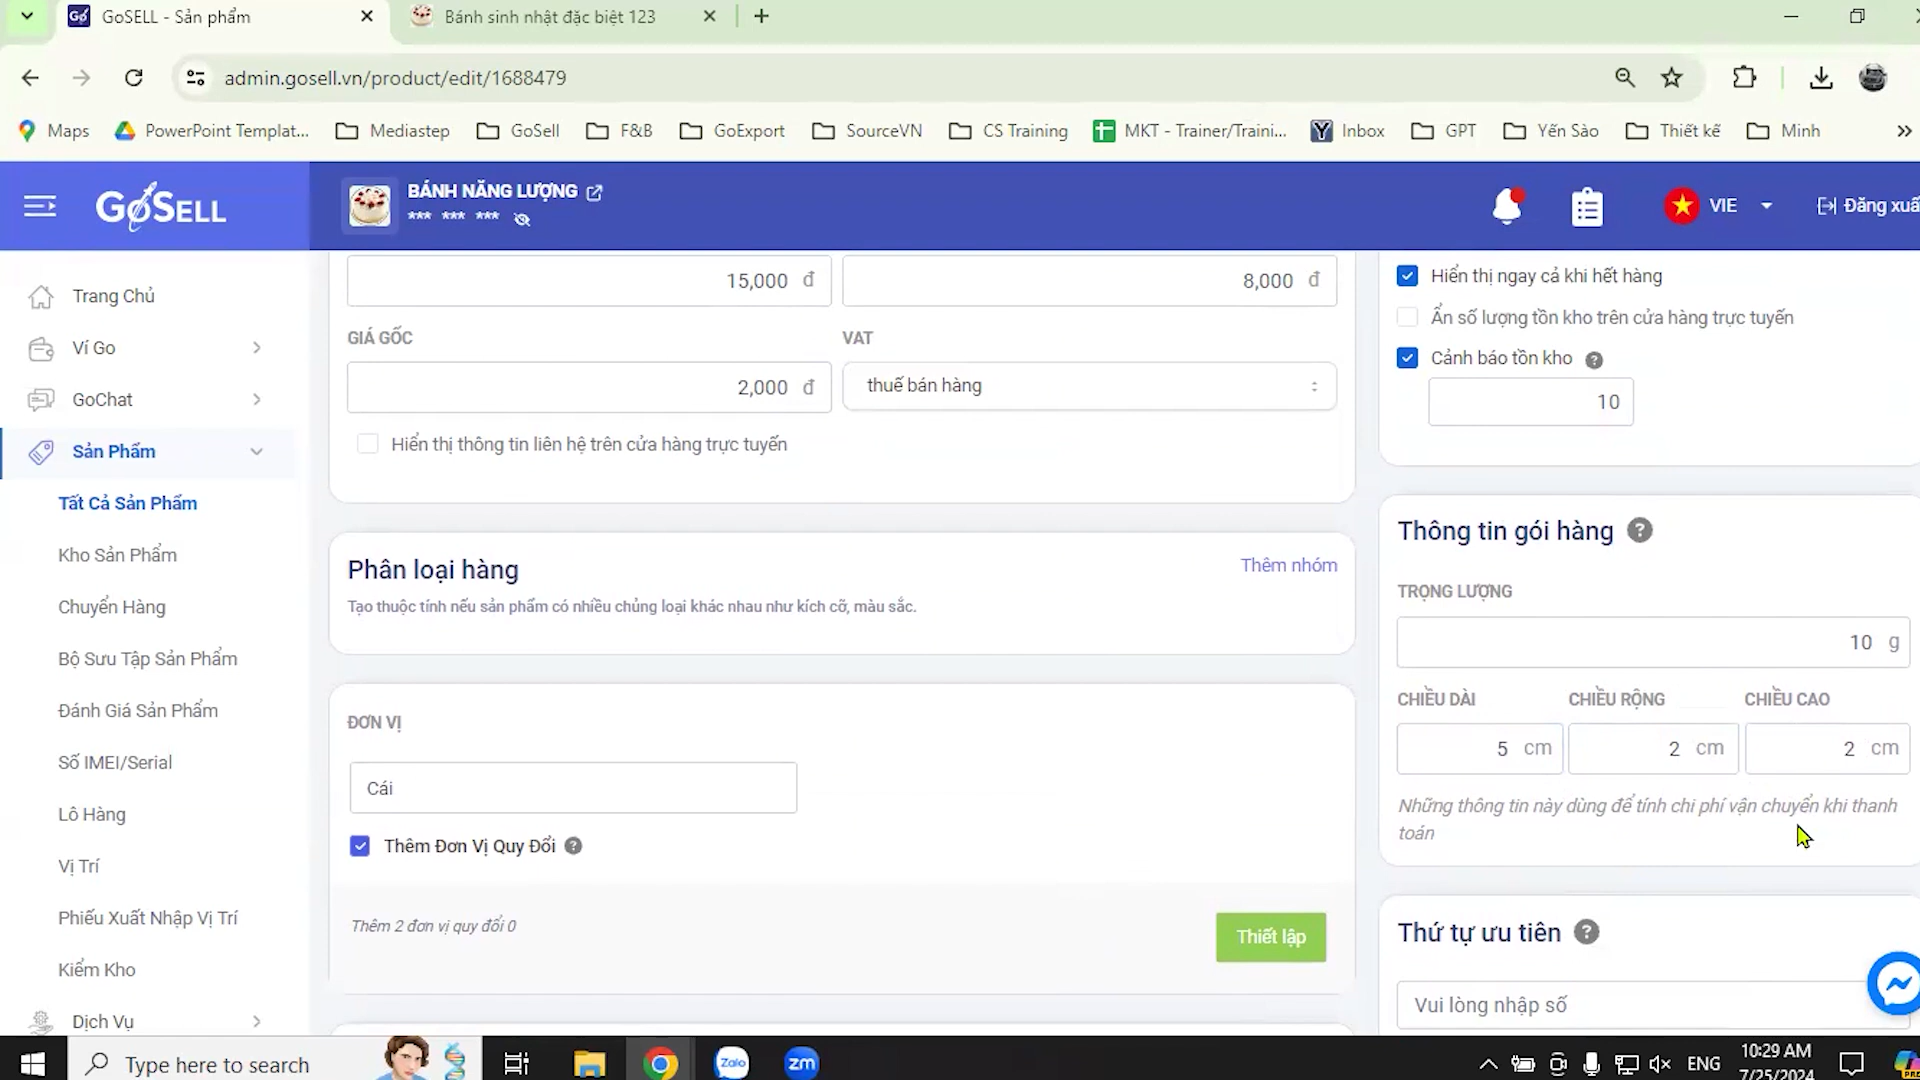 GoSELL - Sản phẩm
Bánh sinh nhật đặc biệt 123
admin.gosell.vn/product/edit/1688479
Maps
PowerPoint Templat...
Mediastep
GoSell
F&B
GoExport
SourceVN
CS Training
MKT - Trainer/Traini...
Inbox
GPT
Yến Sào
Thiết kế
Minh
GoSELL
BÁNH NĂNG LƯỢNG
*** *** ***
VIE
Đăng xuấ
Trang Chủ
Ví Go
GoChat
Sản Phẩm
Tất Cả Sản Phẩm
Kho Sản Phẩm
Chuyển Hàng
Bộ Sưu Tập Sản Phẩm
Đánh Giá Sản Phẩm
Số IMEI/Serial
Lô Hàng
Vị Trí
Phiếu Xuất Nhập Vị Trí
Kiểm Kho
Dịch Vụ
15,000 đ
8,000 đ
GIÁ GỐC
VAT
2,000 đ
thuế bán hàng
Hiển thị thông tin liên hệ trên cửa hàng trực tuyến
Phân loại hàng
Thêm nhóm
Tạo thuộc tính nếu sản phẩm có nhiều chủng loại khác nhau như kích cỡ, màu sắc.
ĐƠN VỊ
Cái
Thêm Đơn Vị Quy Đổi
Thêm 2 đơn vị quy đổi 0
Thiết lập
Hiển thị ngay cả khi hết hàng
Ẩn số lượng tồn kho trên cửa hàng trực tuyến
Cảnh báo tồn kho
10
Thông tin gói hàng
TRỌNG LƯỢNG
10 g
CHIỀU DÀI
CHIỀU RỘNG
CHIỀU CAO
5 cm
2 cm
2 cm
Những thông tin này dùng để tính chi phí vận chuyển khi thanh
toán
Thứ tự ưu tiên
Vui lòng nhập số
Type here to search
Zalo
zm
ENG
10:29 AM
7/25/2024
PRE